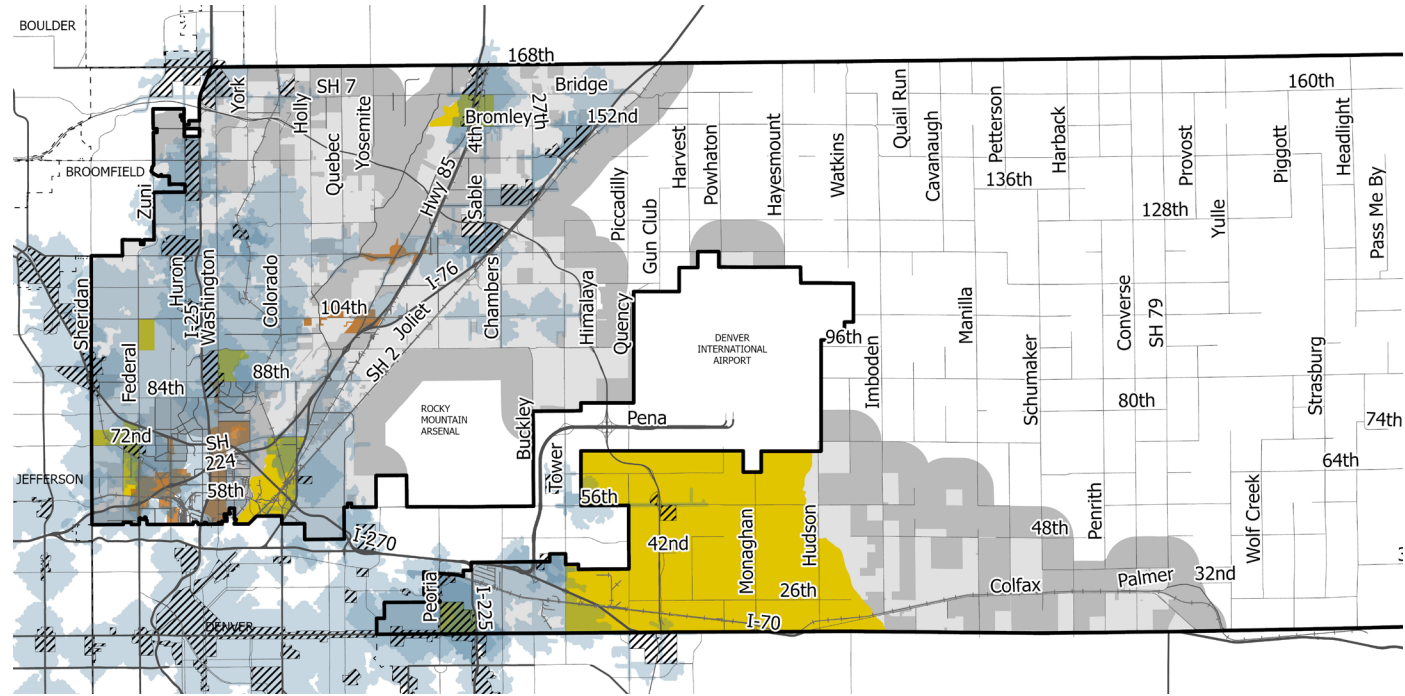 BOULDER
168th
York
SH 7
Holly
Quebec
Yosemite
Bromley
4th
27th
Bridge
152nd
Quail Run
Petterson
160th
Harvest
Powhaton
Hayesmount
Watkins
Cavanaugh
136th
Harback
Provost
Piggott
Headlight
BROOMFIELD
Zuni
Hwy 85
Sable
Piccadilly
Gun Club
128th
Yulle
Pass Me By
Sheridan
Huron
I-25
Washington
Colorado
104th
I-76
SH 2
Joliet
Chambers
Himalaya
Quency
DENVER
INTERNATIONAL
AIRPORT
96th
Manilla
Converse
SH 79
Federal
84th
88th
Imboden
Schumaker
80th
Strasburg
74th
ROCKY
MOUNTAIN
ARSENAL
Buckley
Pena
72nd
SH
224
JEFFERSON
58th
Tower
56th
64th
I-270
42nd
Monaghan
Hudson
48th
Penrith
Wolf Creek
Peoria
I-225
26th
Colfax
Palmer
32nd
3
I-70
DENVER